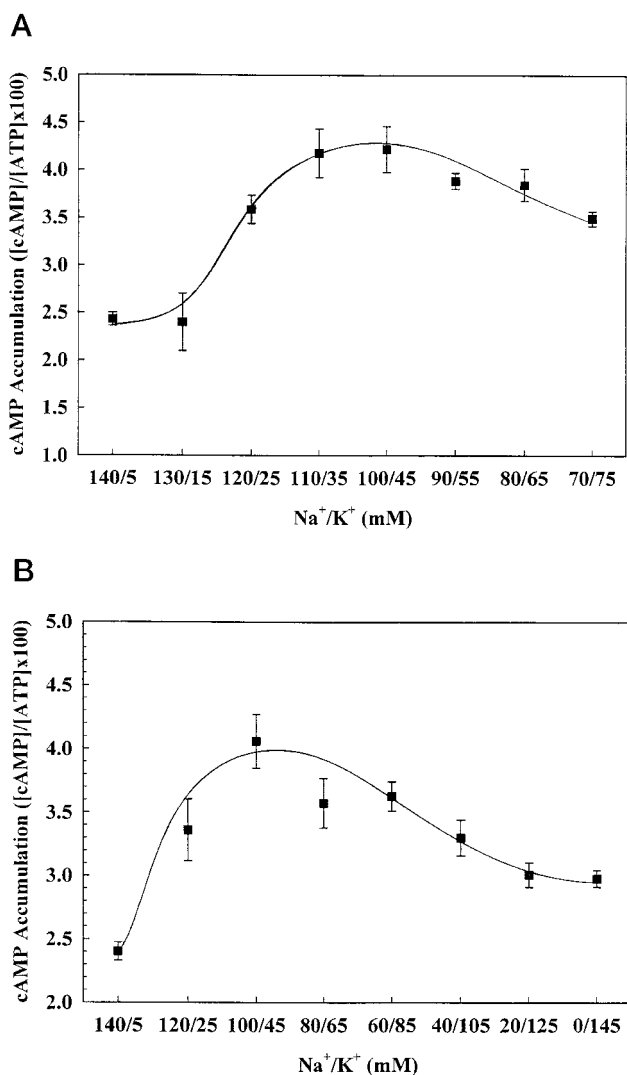 A
cAMP Accumulation ([cAMP]/[ATP]x100)
5.0
4.5
4.0
3.5
3.0
2.5
2.0
1.5
1.0
140/5 130/15 120/25 110/35 100/45 90/55 80/65 70/75
Na⁺/K⁺ (mM)
B
cAMP Accumulation ([cAMP]/[ATP]x100)
5.0
4.5
4.0
3.5
3.0
2.5
2.0
140/5 120/25 100/45 80/65 60/85 40/105 20/125 0/145
Na⁺/K⁺ (mM)